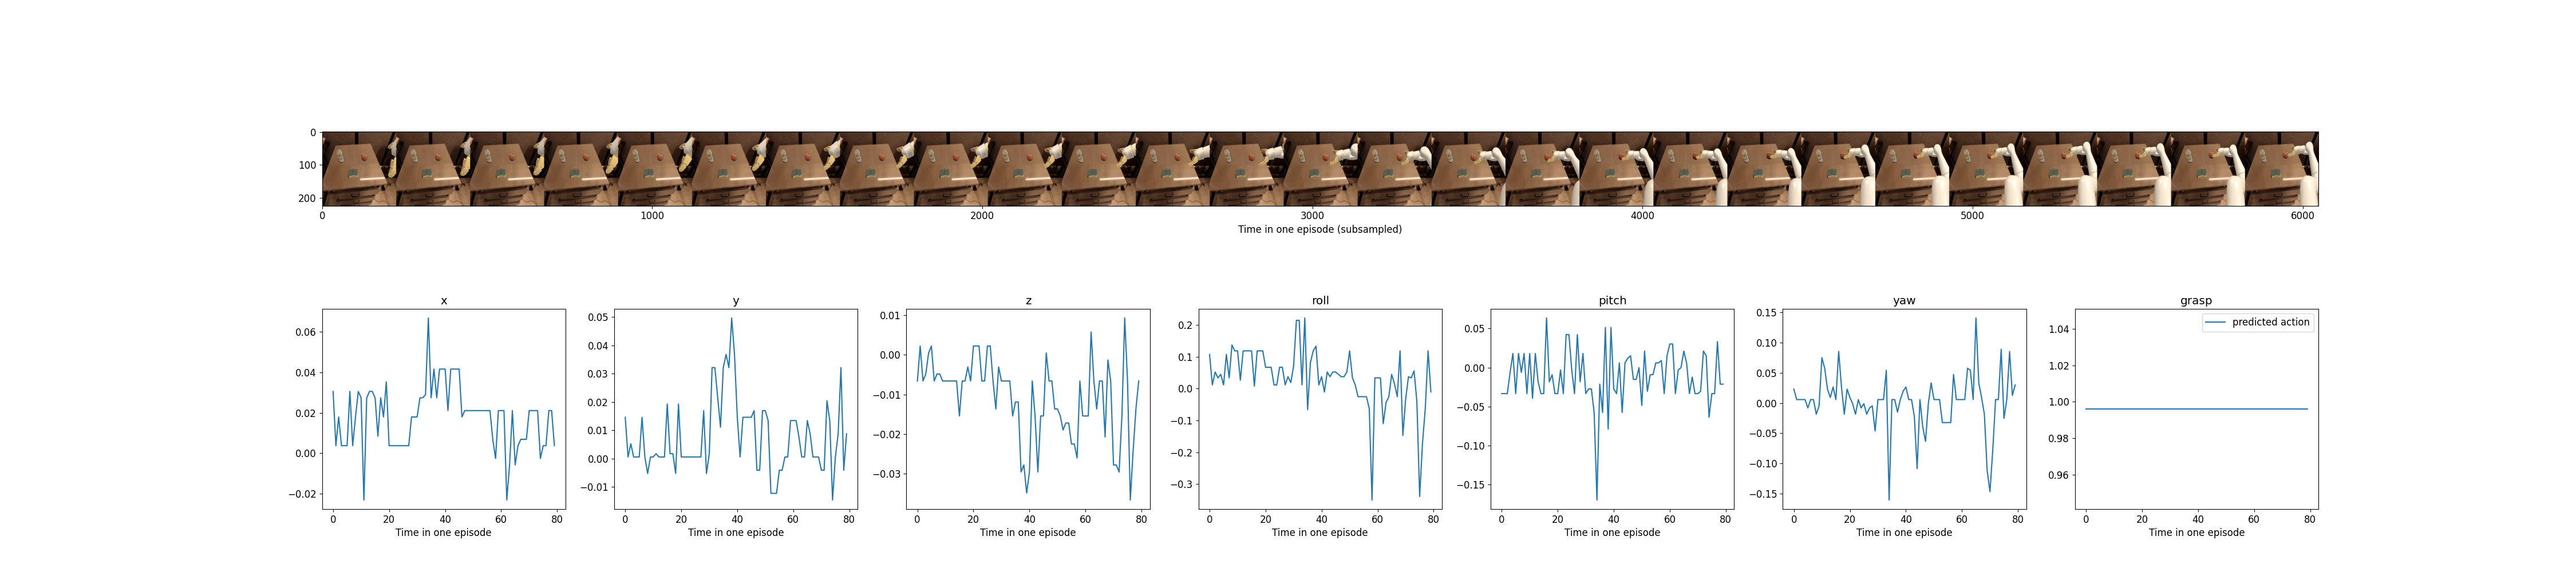 0
100
200
0 1000 2000 3000 4000 5000 6000
Time in one episode (subsampled)
x
0.06
0.04
0.02
0.00
−0.02
0 20 40 60 80
Time in one episode
y
0.05
0.04
0.03
0.02
0.01
0.00
−0.01
0 20 40 60 80
Time in one episode
z
0.01
0.00
−0.01
−0.02
−0.03
0 20 40 60 80
Time in one episode
roll
0.2
0.1
0.0
−0.1
−0.2
−0.3
0 20 40 60 80
Time in one episode
pitch
0.05
0.00
−0.05
−0.10
−0.15
0 20 40 60 80
Time in one episode
yaw
0.15
0.10
0.05
0.00
−0.05
−0.10
−0.15
0 20 40 60 80
Time in one episode
grasp
predicted action
1.04
1.02
1.00
0.98
0.96
0 20 40 60 80
Time in one episode